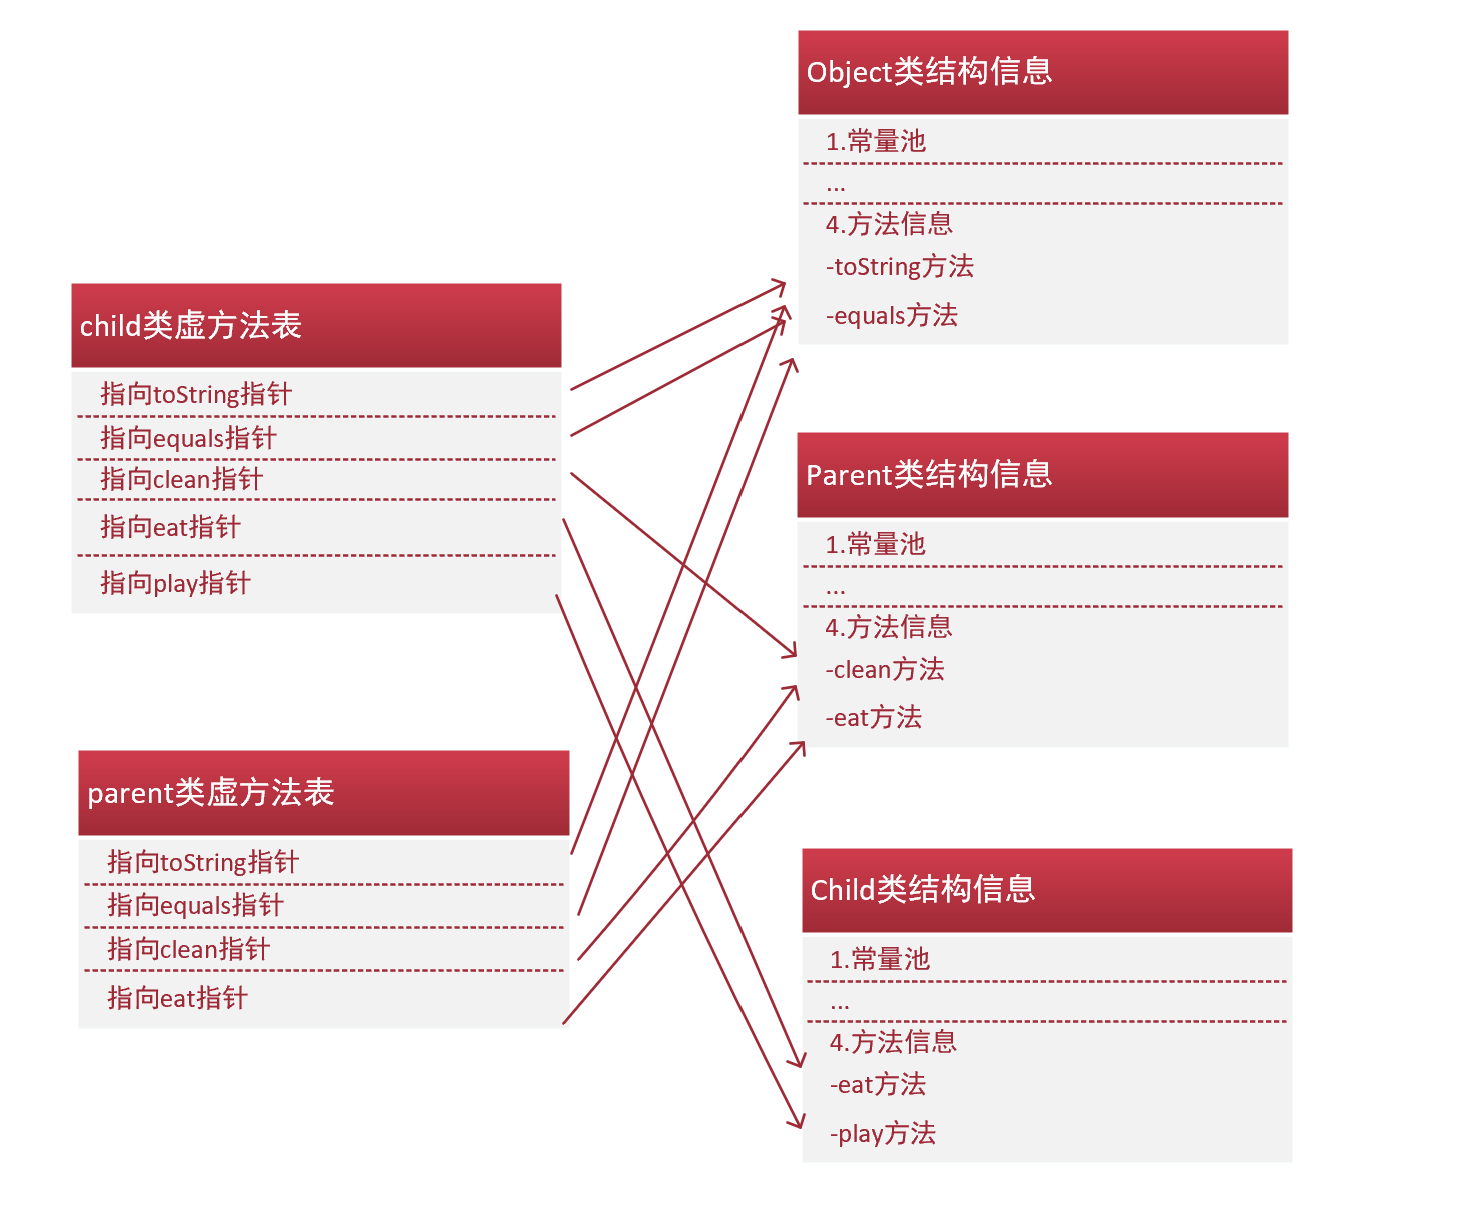 child类虚方法表
指向toString指针
指向equals指针
指向clean指针
指向eat指针
指向play指针
parent类虚方法表
指向toString指针
指向equals指针
指向clean指针
指向eat指针
Object类结构信息
1.常量池
...
4.方法信息
-toString方法
-equals方法
Parent类结构信息
1.常量池
...
4.方法信息
-clean方法
-eat方法
Child类结构信息
1.常量池
...
4.方法信息
-eat方法
-play方法